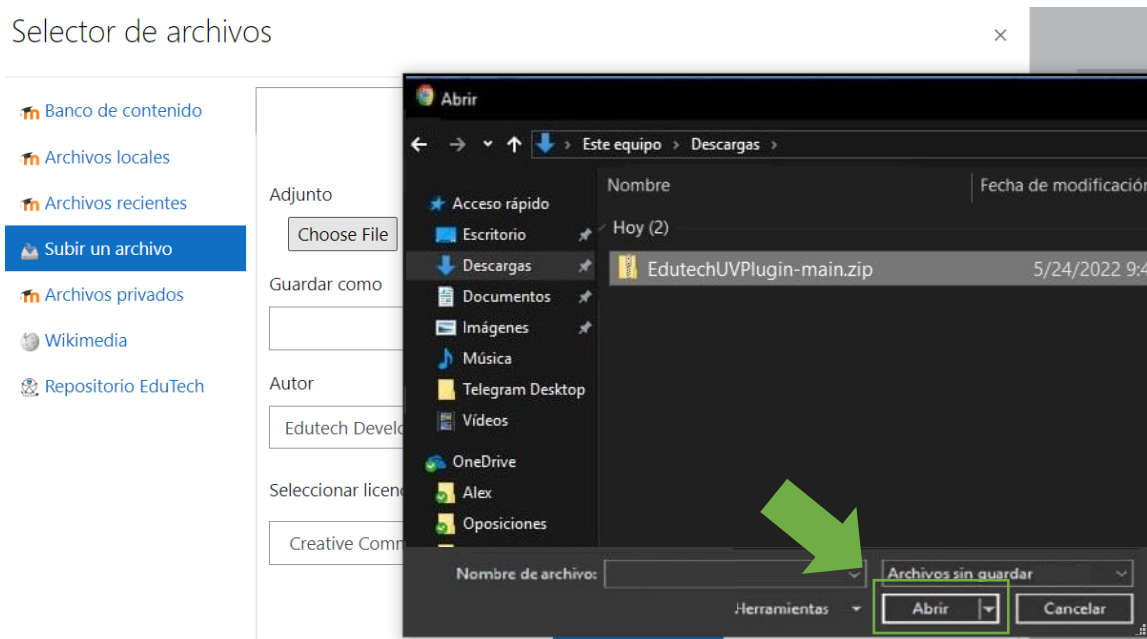 Selector de archivos
×
Banco de contenido
Archivos locales
Archivos recientes
Subir un archivo
Archivos privados
Wikimedia
Repositorio EduTech
Adjunto
Choose File
Guardar como
Autor
Edutech Develo
Seleccionar licenc
Creative Comm
Abrir
Este equipo
Descargas
Nombre
Fecha de modificación
Acceso rápido
Escritorio
Descargas
Documentos
Imágenes
Música
Telegram Desktop
Vídeos
OneDrive
Alex
Oposiciones
Hoy (2)
EdutechUVPlugin-main.zip
5/24/2022 9:4
Nombre de archivo:
Archivos sin guardar
Herramientas
Abrir
Cancelar